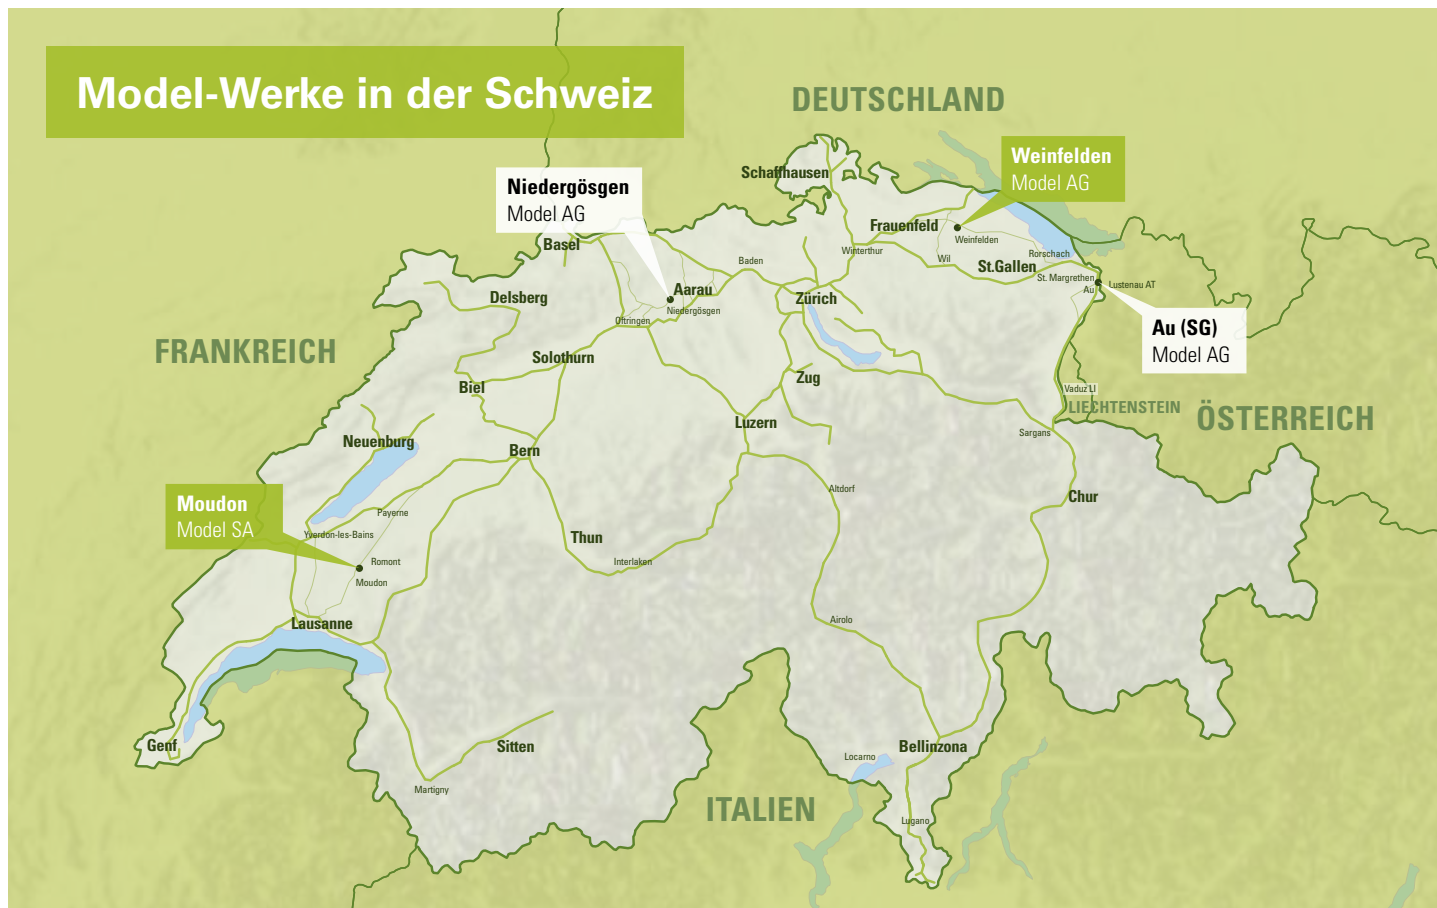 Model-Werke in der Schweiz
DEUTSCHLAND
Weinfelden
Model AG
Schaffhausen
Niedergösgen
Model AG
Frauenfeld
Weinfelden
Basel
Winterthur
Rorschach
Baden
Wil
St.Gallen
St. Margrethen
Lustenau AT
Au
Aarau
Delsberg
Zürich
Niedergösgen
Oftringen
Au (SG)
Model AG
FRANKREICH
Solothurn
Zug
Biel
Vaduz LI
LIECHTENSTEIN
ÖSTERREICH
Luzern
Sargans
Neuenburg
Bern
Altdorf
Chur
Moudon
Model SA
Payerne
Yverdon-les-Bains
Thun
Romont
Interlaken
Moudon
Lausanne
Airolo
Genf
Sitten
Bellinzona
Locarno
Martigny
ITALIEN
Lugano